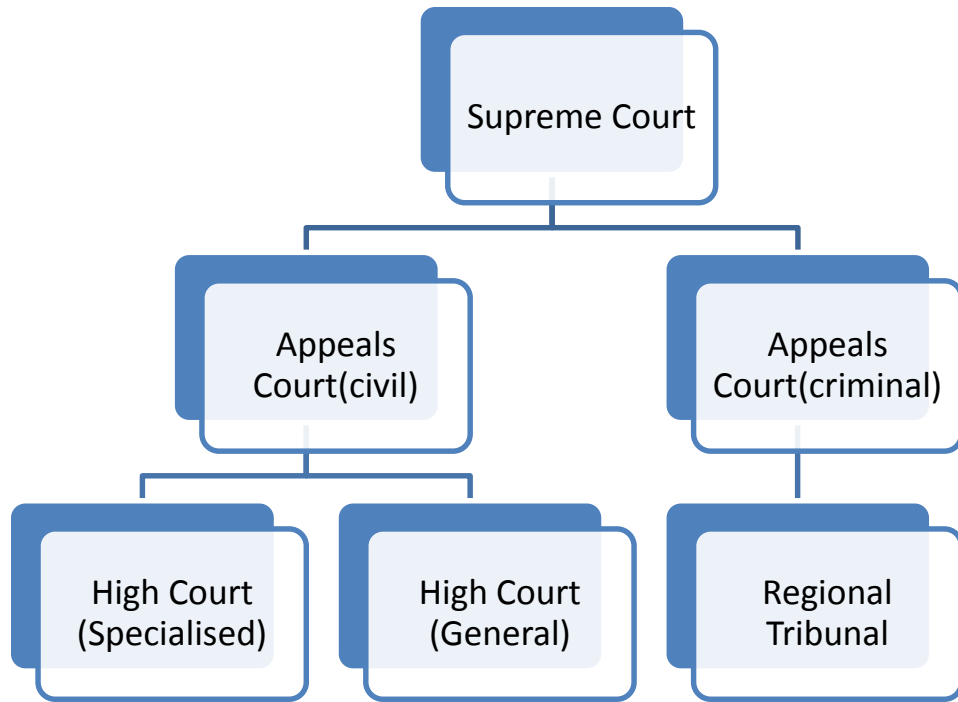 Supreme Court
Appeals
Court(civil)
Appeals
Court(criminal)
High Court
(Specialised)
High Court
(General)
Regional
Tribunal